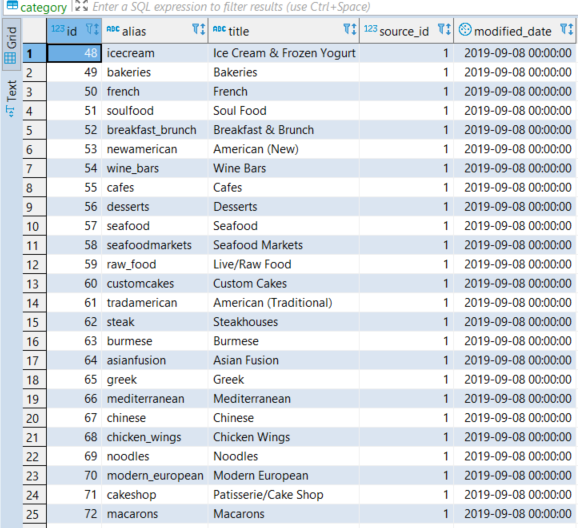 category Enter a SQL expression to filter results (use Ctrl+Space)
Grid
Text
123 id ABC alias ABC title 123 source_id modified_date
1 48 icecream Ice Cream & Frozen Yogurt 1 2019-09-08 00:00:00
2 49 bakeries Bakeries 1 2019-09-08 00:00:00
3 50 french French 1 2019-09-08 00:00:00
4 51 soulfood Soul Food 1 2019-09-08 00:00:00
5 52 breakfast_brunch Breakfast & Brunch 1 2019-09-08 00:00:00
6 53 newamerican American (New) 1 2019-09-08 00:00:00
7 54 wine_bars Wine Bars 1 2019-09-08 00:00:00
8 55 cafes Cafes 1 2019-09-08 00:00:00
9 56 desserts Desserts 1 2019-09-08 00:00:00
10 57 seafood Seafood 1 2019-09-08 00:00:00
11 58 seafoodmarkets Seafood Markets 1 2019-09-08 00:00:00
12 59 raw_food Live/Raw Food 1 2019-09-08 00:00:00
13 60 customcakes Custom Cakes 1 2019-09-08 00:00:00
14 61 tradamerican American (Traditional) 1 2019-09-08 00:00:00
15 62 steak Steakhouses 1 2019-09-08 00:00:00
16 63 burmese Burmese 1 2019-09-08 00:00:00
17 64 asianfusion Asian Fusion 1 2019-09-08 00:00:00
18 65 greek Greek 1 2019-09-08 00:00:00
19 66 mediterranean Mediterranean 1 2019-09-08 00:00:00
20 67 chinese Chinese 1 2019-09-08 00:00:00
21 68 chicken_wings Chicken Wings 1 2019-09-08 00:00:00
22 69 noodles Noodles 1 2019-09-08 00:00:00
23 70 modern_european Modern European 1 2019-09-08 00:00:00
24 71 cakeshop Patisserie/Cake Shop 1 2019-09-08 00:00:00
25 72 macarons Macarons 1 2019-09-08 00:00:00